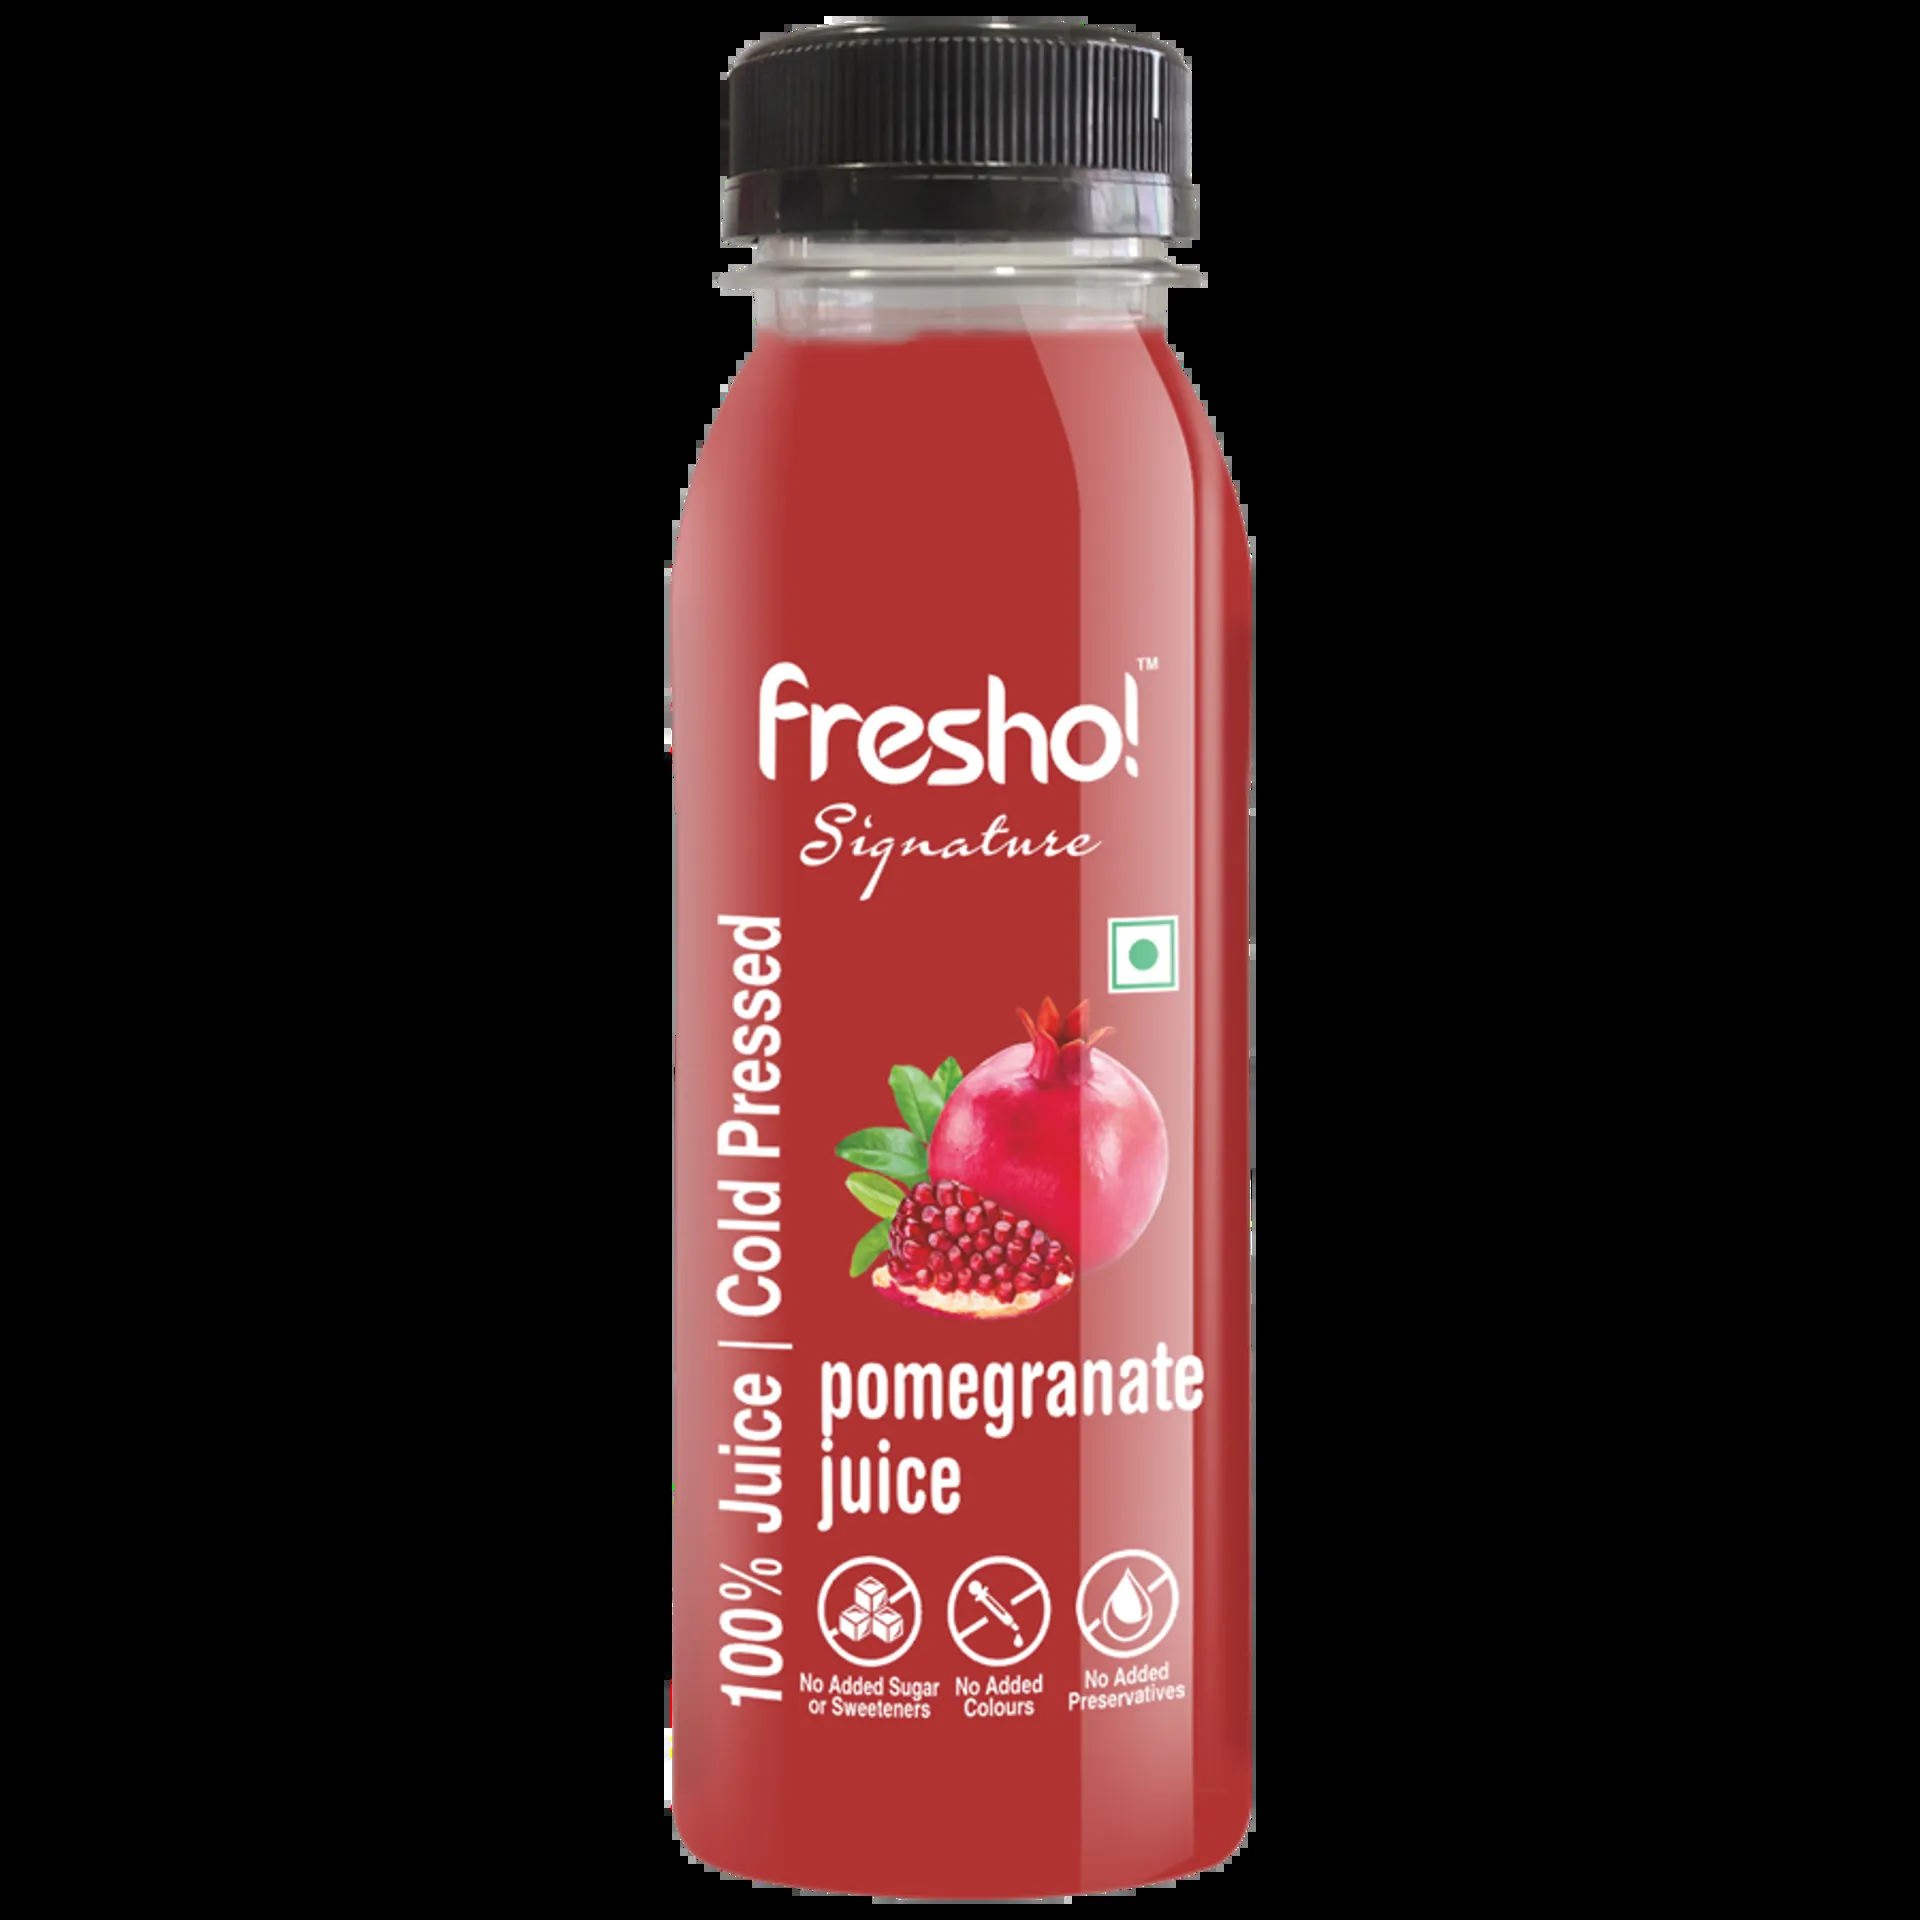 fresho!™
Signature
100% Juice | Cold Pressed
pomegranate
juice
No Added Sugar
or Sweeteners
No Added
Colours
No Added
Preservatives